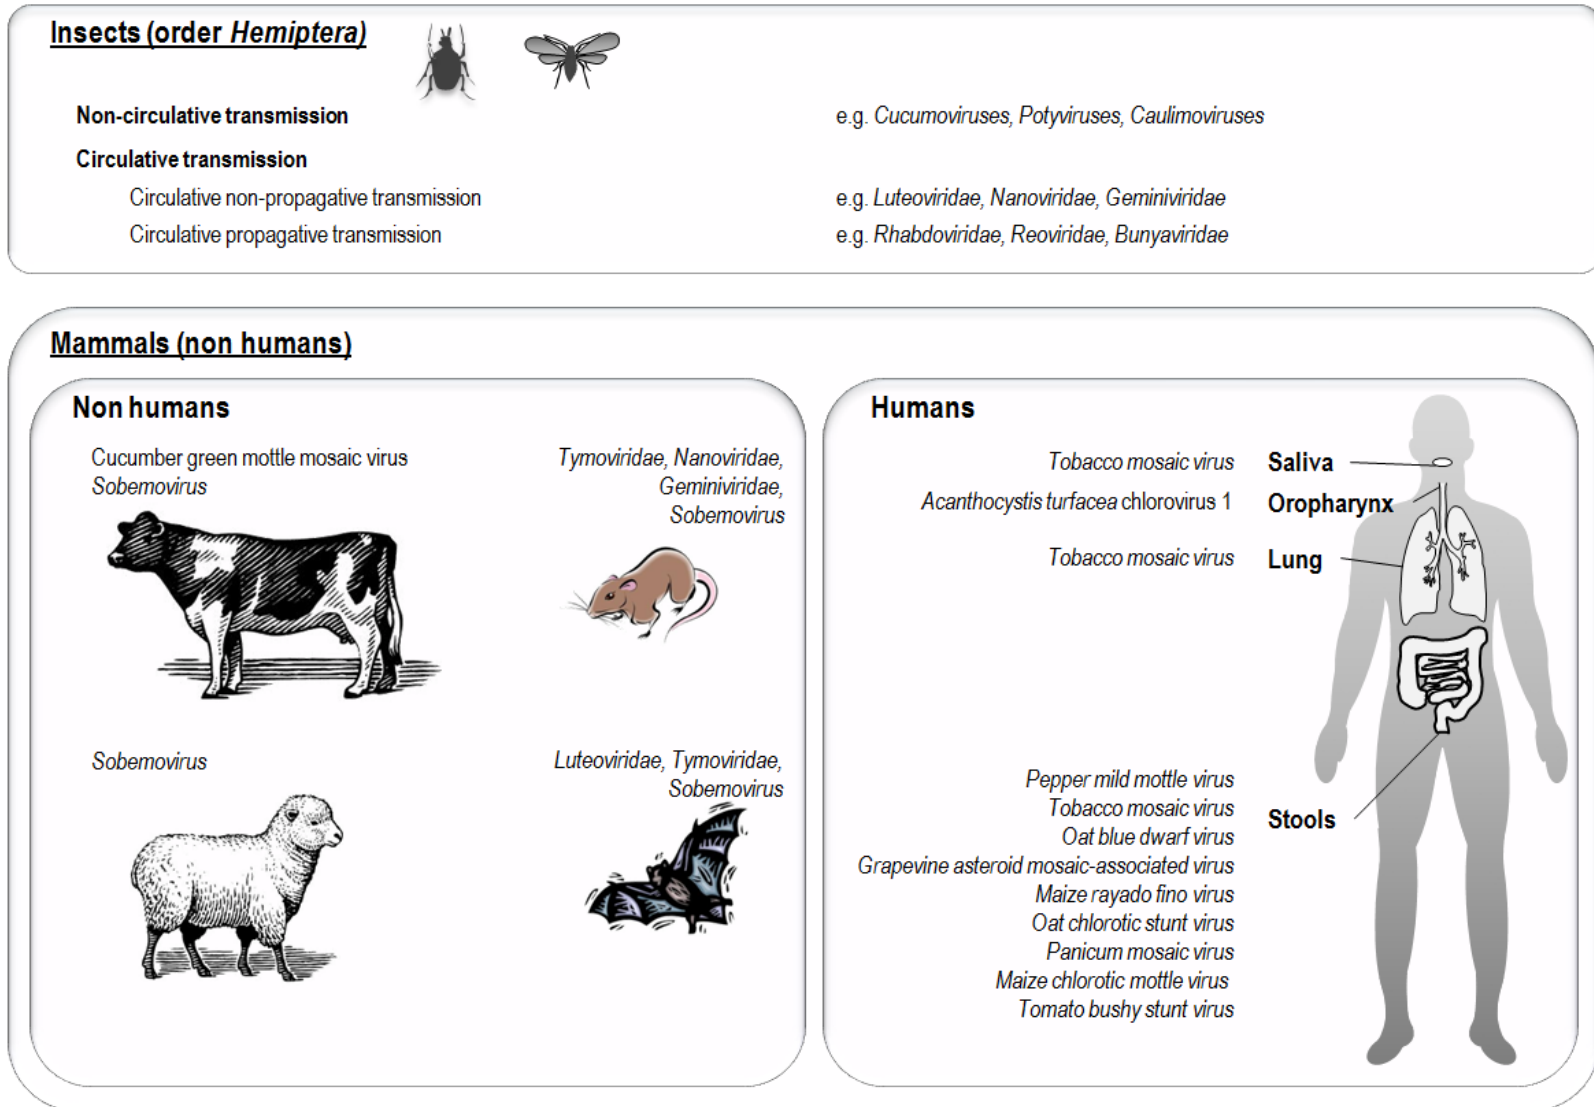 Insects (order Hemiptera)
Non-circulative transmission
e.g. Cucumoviruses, Potyviruses, Caulimoviruses
Circulative transmission
Circulative non-propagative transmission
e.g. Luteoviridae, Nanoviridae, Geminiviridae
Circulative propagative transmission
e.g. Rhabdoviridae, Reoviridae, Bunyaviridae
Mammals (non humans)
Non humans
Cucumber green mottle mosaic virus
Sobemovirus
Tymoviridae, Nanoviridae,
Geminiviridae,
Sobemovirus
Sobemovirus
Luteoviridae, Tymoviridae,
Sobemovirus
Humans
Tobacco mosaic virus Saliva
Acanthocystis turfacea chlorovirus 1 Oropharynx
Tobacco mosaic virus Lung
Pepper mild mottle virus
Tobacco mosaic virus
Stools
Oat blue dwarf virus
Grapevine asteroid mosaic-associated virus
Maize rayado fino virus
Oat chlorotic stunt virus
Panicum mosaic virus
Maize chlorotic mottle virus
Tomato bushy stunt virus